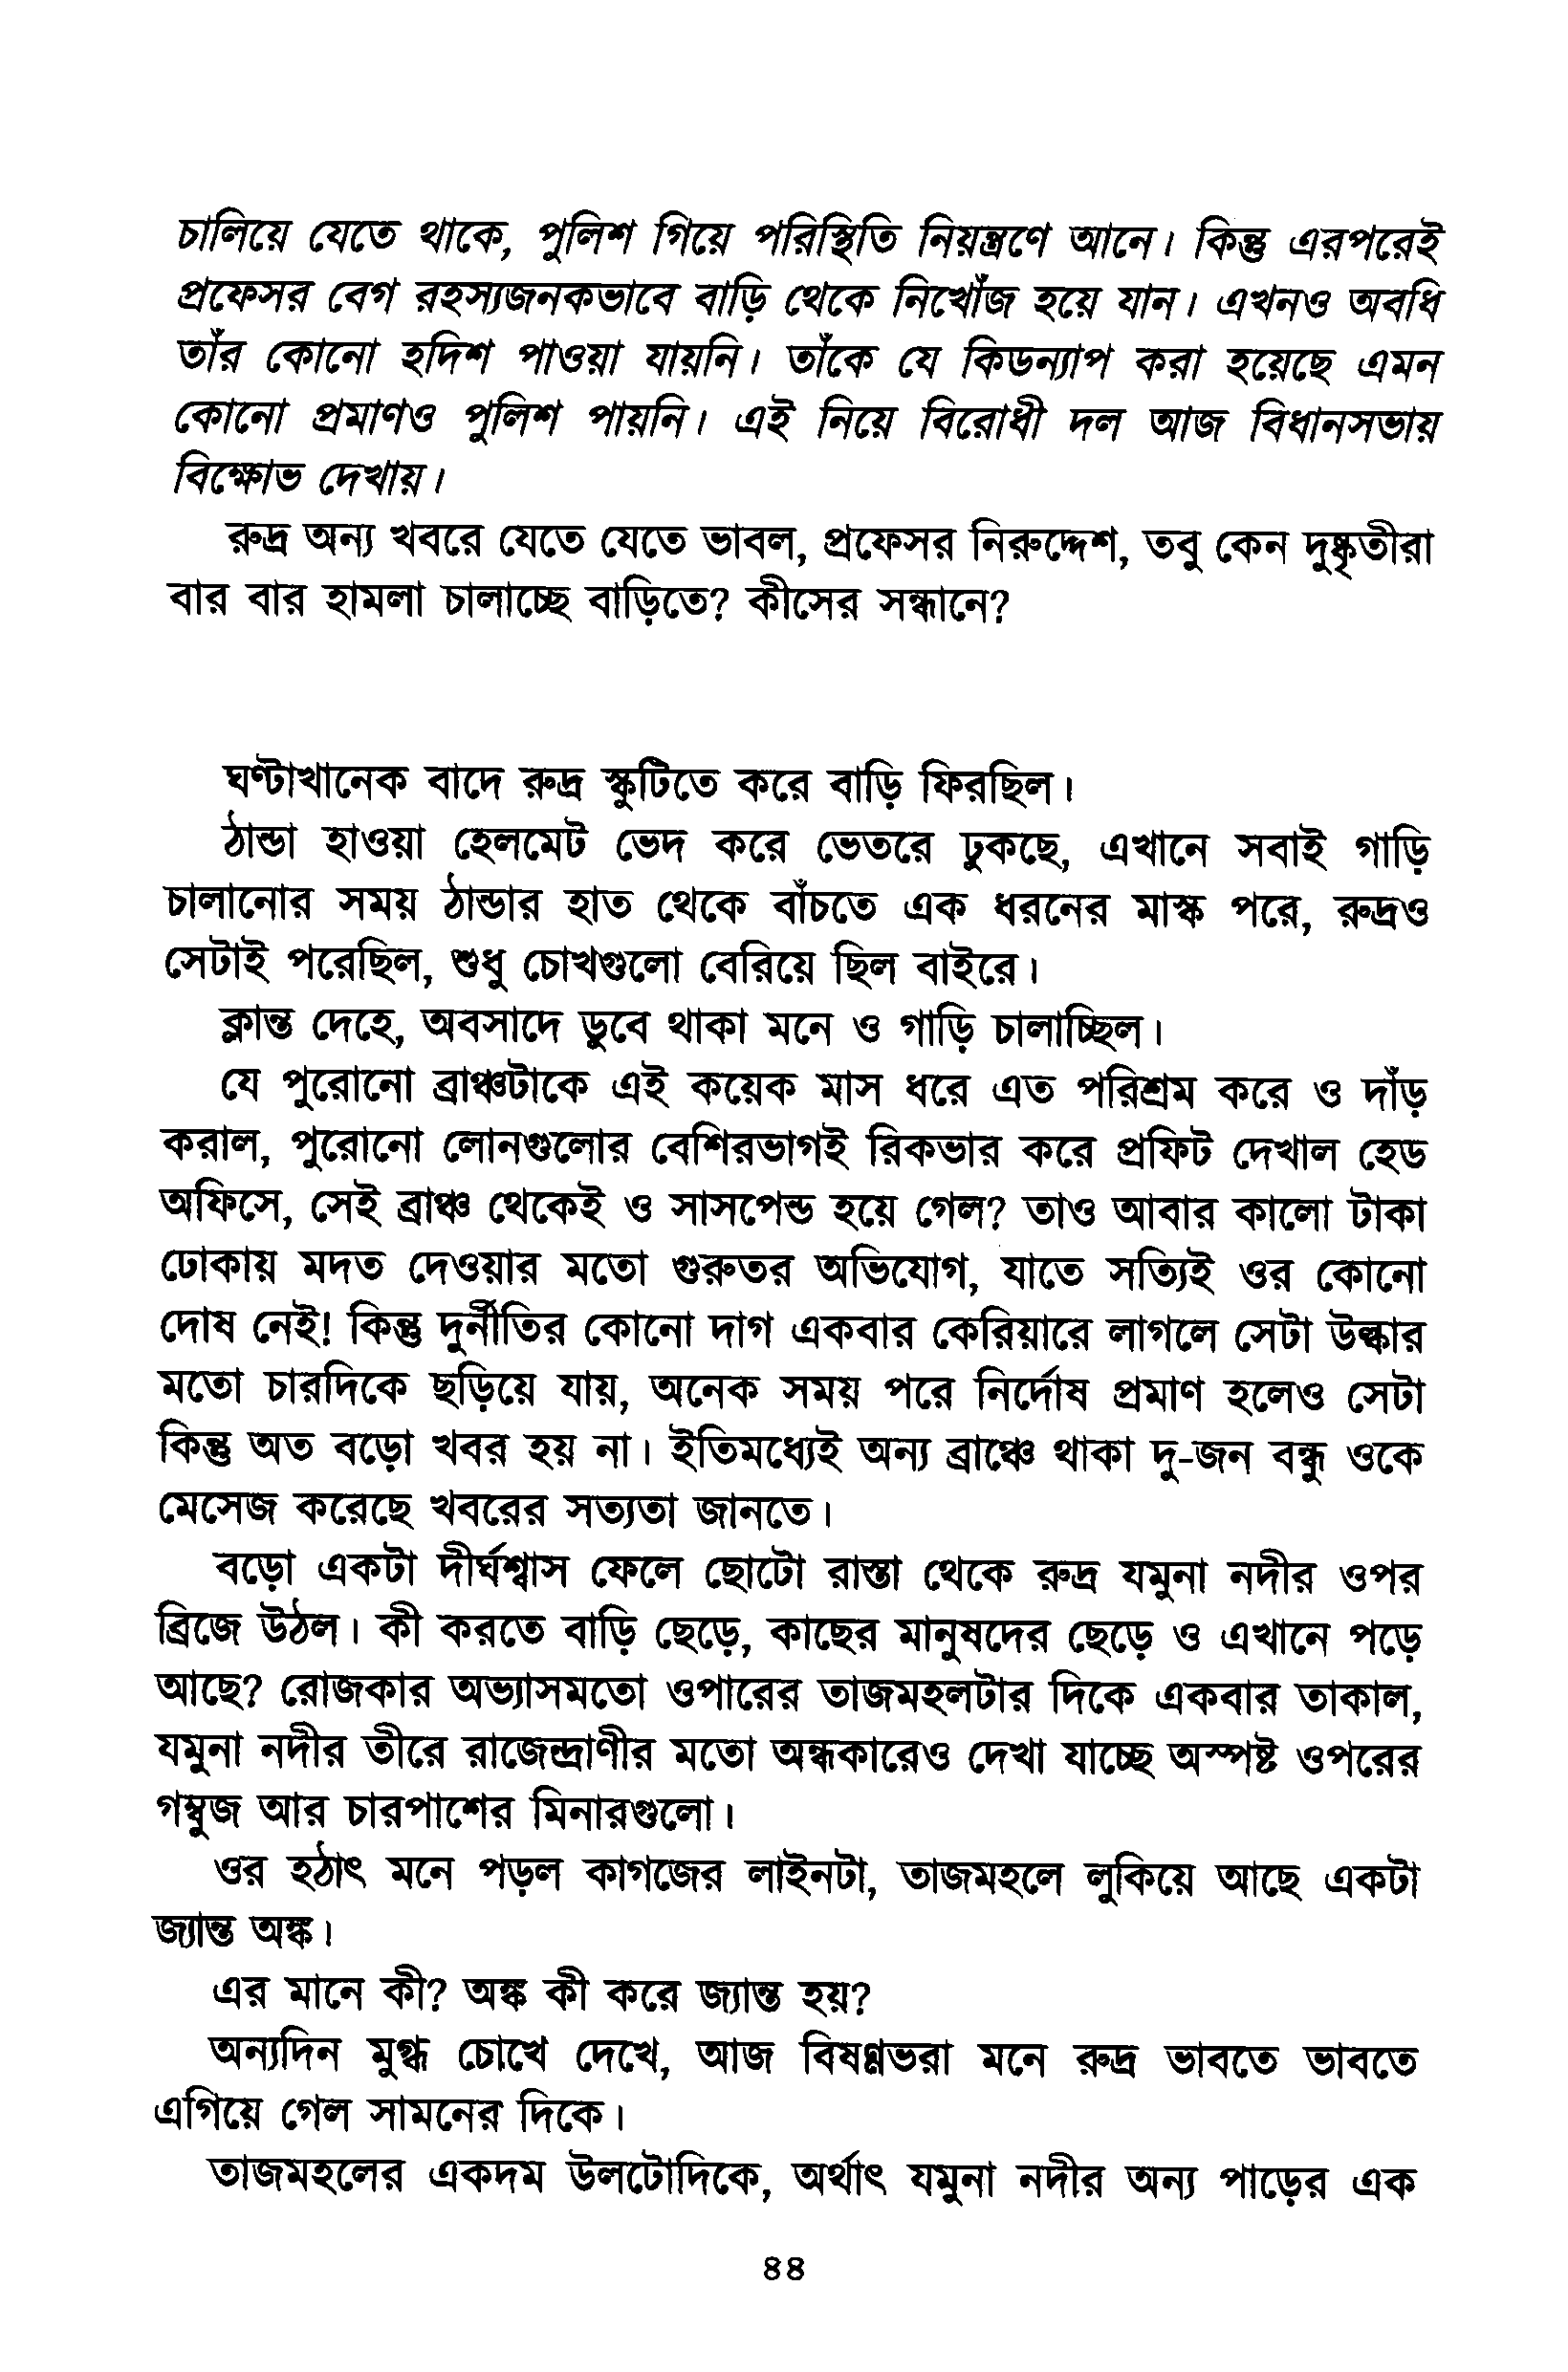 চালিয়ে যেতে থাকে, পুলিশ গিয়ে পরিস্থিতি নিয়ন্ত্রণে আনে। কিন্তু এরপরেই
প্রফেসর বেগ রহস্যজনকভাবে বাড়ি থেকে নিখোঁজ হয়ে যান। এখনও অবধি
তাঁর কোনো হদিশ পাওয়া যায়নি। তাঁকে যে কিডন্যাপ করা হয়েছে এমন
কোনো প্রমাণও পুলিশ পায়নি। এই নিয়ে বিরোধী দল আজ বিধানসভায়
বিক্ষোভ দেখায়।
রুদ্র অন্য খবরে যেতে যেতে ভাবল, প্রফেসর নিরুদ্দেশ, তবু কেন দুষ্কৃতীরা
বার বার হামলা চালাচ্ছে বাড়িতে? কীসের সন্ধানে?
ঘণ্টাখানেক বাদে রুদ্র স্কুটিতে করে বাড়ি ফিরছিল।
ঠান্ডা হাওয়া হেলমেট ভেদ করে ভেতরে ঢুকছে, এখানে সবাই গাড়ি
চালানোর সময় ঠান্ডার হাত থেকে বাঁচতে এক ধরনের মাস্ক পরে, রুদ্রও
সেটাই পরেছিল, শুধু চোখগুলো বেরিয়ে ছিল বাইরে।
ক্লান্ত দেহে, অবসাদে ডুবে থাকা মনে ও গাড়ি চালাচ্ছিল।
যে পুরোনো ব্রাঞ্চটাকে এই কয়েক মাস ধরে এত পরিশ্রম করে ও দাঁড়
করাল, পুরোনো লোনগুলোর বেশিরভাগই রিকভার করে প্রফিট দেখাল হেড
অফিসে, সেই ব্রাঞ্চ থেকেই ও সাসপেন্ড হয়ে গেল? তাও আবার কালো টাকা
ঢোকায় মদত দেওয়ার মতো গুরুতর অভিযোগ, যাতে সত্যিই ওর কোনো
দোষ নেই! কিন্তু দুর্নীতির কোনো দাগ একবার কেরিয়ারে লাগলে সেটা উল্কার
মতো চারদিকে ছড়িয়ে যায়, অনেক সময় পরে নির্দোষ প্রমাণ হলেও সেটা
কিন্তু অত বড়ো খবর হয় না। ইতিমধ্যেই অন্য ব্রাঞ্চে থাকা দু-জন বন্ধু ওকে
মেসেজ করেছে খবরের সত্যতা জানতে।
বড়ো একটা দীর্ঘশ্বাস ফেলে ছোটো রাস্তা থেকে রুদ্র যমুনা নদীর ওপর
ব্রিজে উঠল। কী করতে বাড়ি ছেড়ে, কাছের মানুষদের ছেড়ে ও এখানে পড়ে
আছে? রোজকার অভ্যাসমতো ওপারের তাজমহলটার দিকে একবার তাকাল,
যমুনা নদীর তীরে রাজেন্দ্রাণীর মতো অন্ধকারেও দেখা যাচ্ছে অস্পষ্ট ওপরের
গম্বুজ আর চারপাশের মিনারগুলো।
ওর হঠাৎ মনে পড়ল কাগজের লাইনটা, তাজমহলে লুকিয়ে আছে একটা
জ্যান্ত অঙ্ক।
এর মানে কী? অঙ্ক কী করে জ্যান্ত হয়?
অন্যদিন মুগ্ধ চোখে দেখে, আজ বিষণ্ণভরা মনে রুদ্র ভাবতে ভাবতে
এগিয়ে গেল সামনের দিকে।
তাজমহলের একদম উলটোদিকে, অর্থাৎ যমুনা নদীর অন্য পাড়ের এক
৪৪